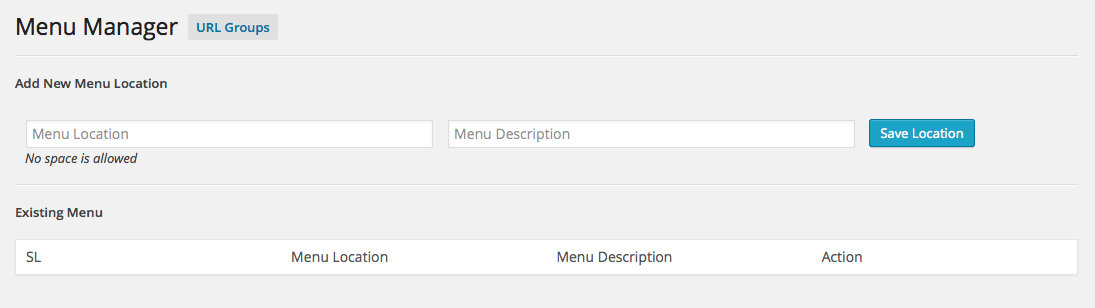 Menu Manager URL Groups
Add New Menu Location
Menu Location Menu Description Save Location
No space is allowed
Existing Menu
SL Menu Location Menu Description Action